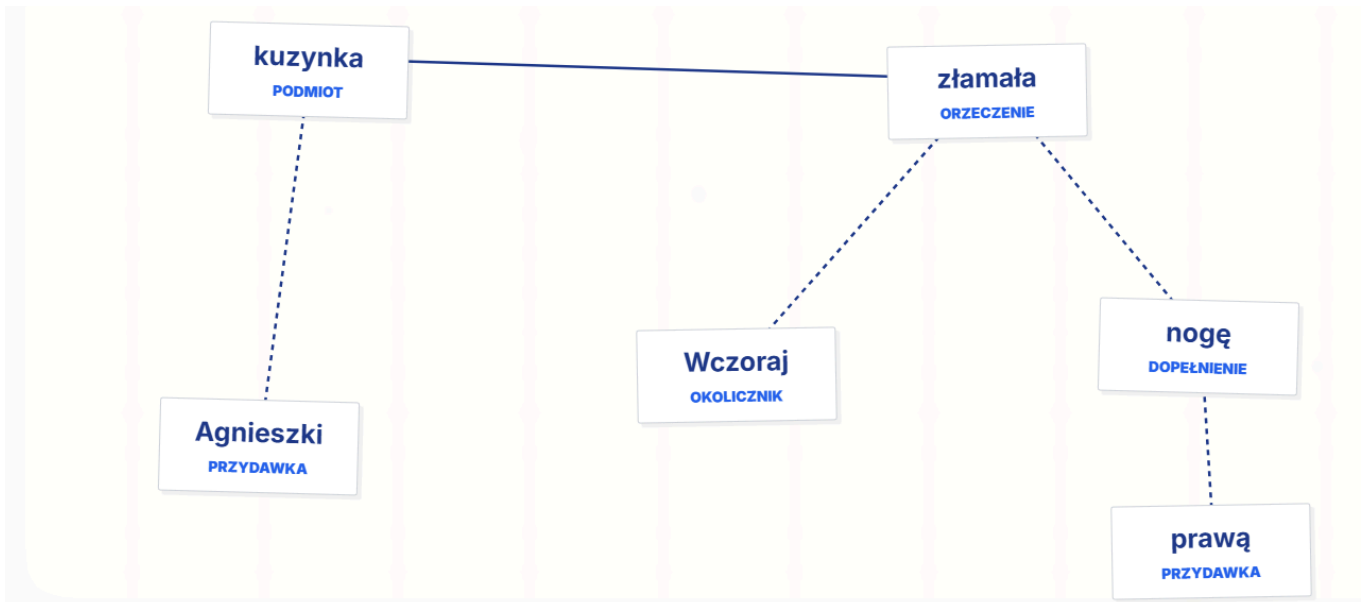 kuzynka
PODMIOT
złamała
ORZECZENIE
Wczoraj
OKOLICZNIK
nogę
DOPEŁNIENIE
Agnieszki
PRZYDAWKA
prawą
PRZYDAWKA